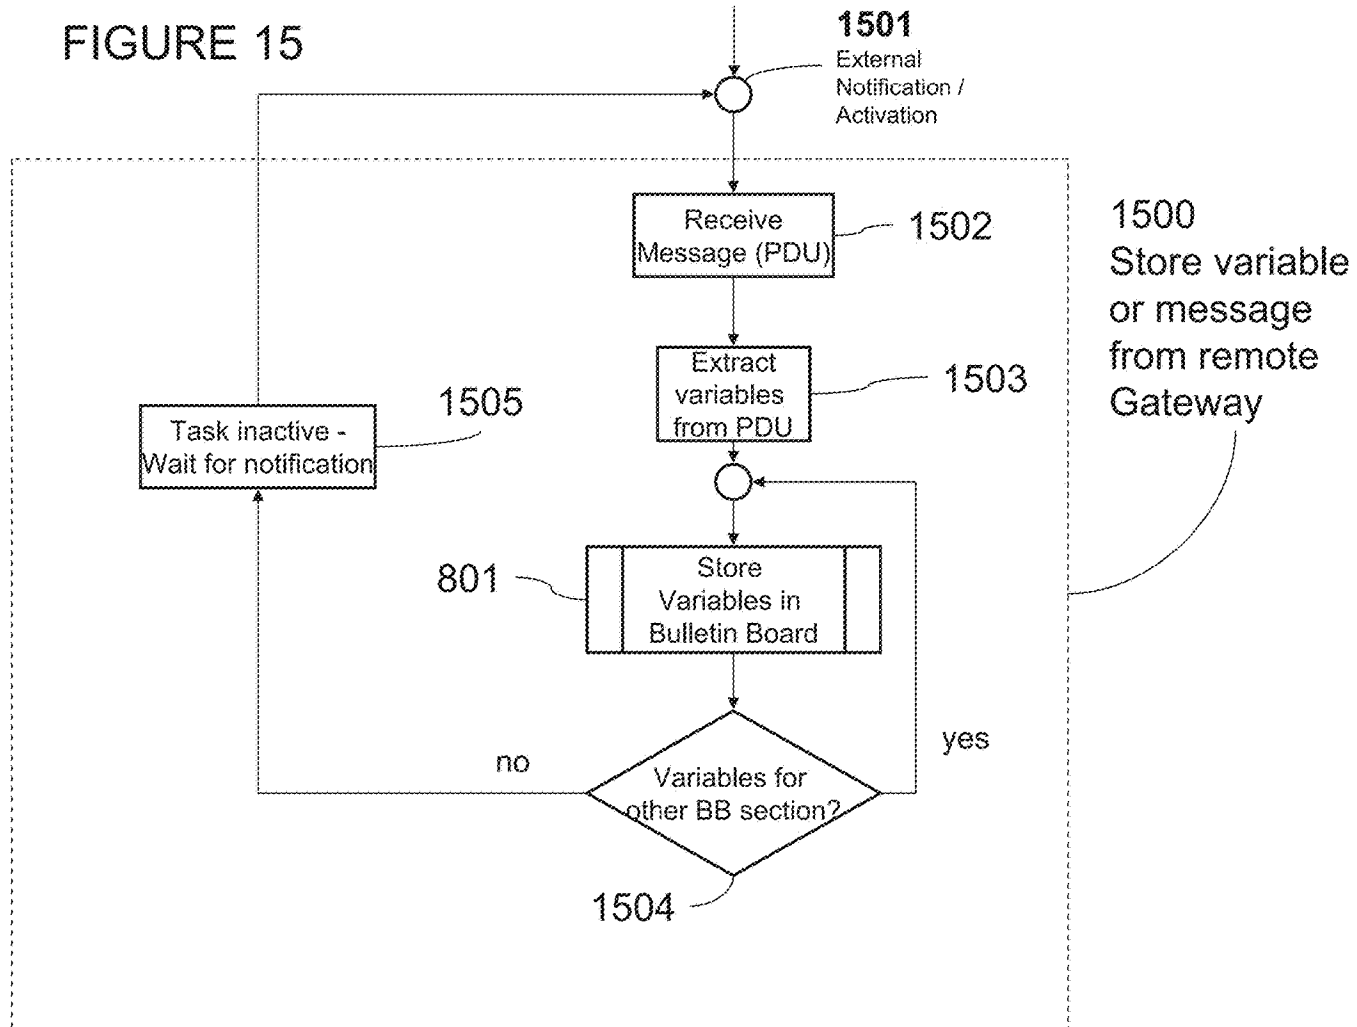 FIGURE 15
1501
External
Notification /
Activation
Receive
Message (PDU)
1502
1500
Store variable
or message
from remote
Gateway
Extract
variables
from PDU
1503
1505
Task inactive -
Wait for notification
801
Store
Variables in
Bulletin Board
no
yes
Variables for
other BB section?
1504